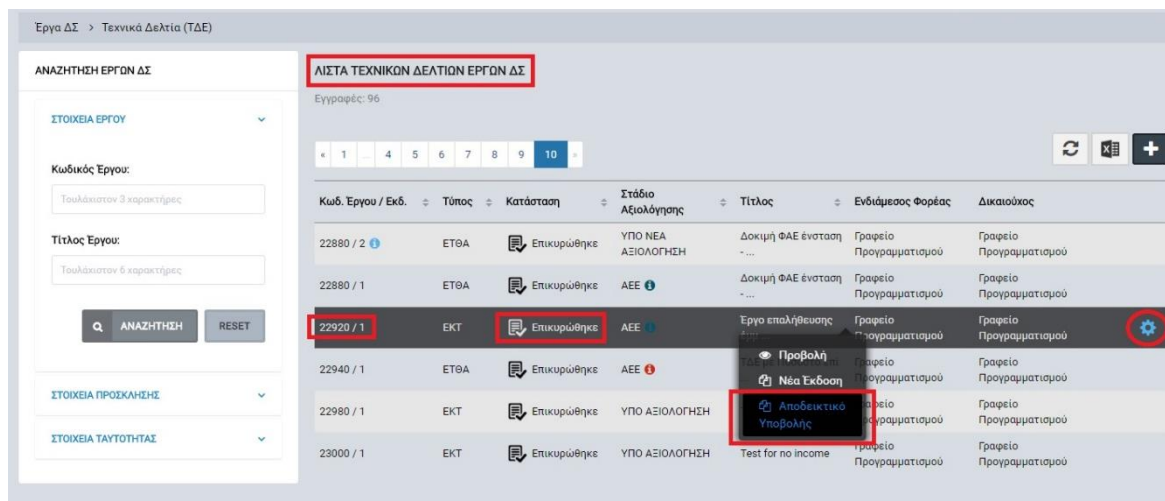 Έργα ΔΣ > Τεχνικά Δελτία (ΤΔΕ)
ΑΝΑΖΗΤΗΣΗ ΕΡΓΩΝ ΔΣ
ΣΤΟΙΧΕΙΑ ΕΡΓΟΥ
Κωδικός Έργου:
Τουλάχιστον 3 χαρακτήρες
Τίτλος Έργου:
Τουλάχιστον 6 χαρακτήρες
ΑΝΑΖΗΤΗΣΗ RESET
ΣΤΟΙΧΕΙΑ ΠΡΟΣΚΛΗΣΗΣ
ΣΤΟΙΧΕΙΑ ΤΑΥΤΟΤΗΤΑΣ
ΛΙΣΤΑ ΤΕΧΝΙΚΩΝ ΔΕΛΤΙΩΝ ΕΡΓΩΝ ΔΣ
Εγγραφές: 96
« 1 ... 4 5 6 7 8 9 10 »
Κωδ. Έργου / Εκδ. Τύπος Κατάσταση Στάδιο Αξιολόγησης Τίτλος Ενδιάμεσος Φορέας Δικαιούχος
22880 / 2 ΕΤΘΑ Επικυρώθηκε ΥΠΟ ΝΕΑ ΑΞΙΟΛΟΓΗΣΗ Δοκιμή ΦΑΕ ένσταση - ... Γραφείο Προγραμματισμού Γραφείο Προγραμματισμού
22880 / 1 ΕΤΘΑ Επικυρώθηκε ΑΕΕ Δοκιμή ΦΑΕ ένσταση - ... Γραφείο Προγραμματισμού Γραφείο Προγραμματισμού
22920 / 1 ΕΚΤ Επικυρώθηκε ΑΕΕ Έργο επαλήθευσης Γραφείο Προγραμματισμού Γραφείο Προγραμματισμού
22940 / 1 ΕΤΘΑ Επικυρώθηκε ΑΕΕ Γραφείο Προγραμματισμού
22980 / 1 ΕΚΤ Επικυρώθηκε ΥΠΟ ΑΞΙΟΛΟΓΗΣΗ Γραφείο Προγραμματισμού
23000 / 1 ΕΚΤ Επικυρώθηκε ΥΠΟ ΑΞΙΟΛΟΓΗΣΗ Test for no income Γραφείο Προγραμματισμού Γραφείο Προγραμματισμού
Προβολή
Νέα Έκδοση
Αποδεικτικό
Υποβολής